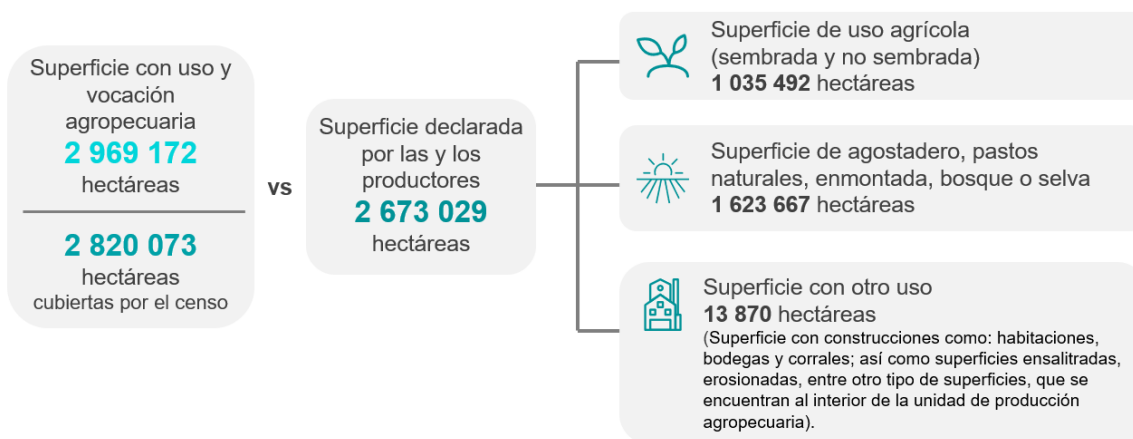 Superficie con uso y
vocación
agropecuaria
2 969 172
hectáreas
2 820 073
hectáreas
cubiertas por el censo
vs
Superficie declarada
por las y los
productores
2 673 029
hectáreas
Superficie de uso agrícola
(sembrada y no sembrada)
1 035 492 hectáreas
Superficie de agostadero, pastos
naturales, enmontada, bosque o selva
1 623 667 hectáreas
Superficie con otro uso
13 870 hectáreas
(Superficie con construcciones como: habitaciones,
bodegas y corrales; así como superficies ensalitradas,
erosionadas, entre otro tipo de superficies, que se
encuentran al interior de la unidad de producción
agropecuaria).